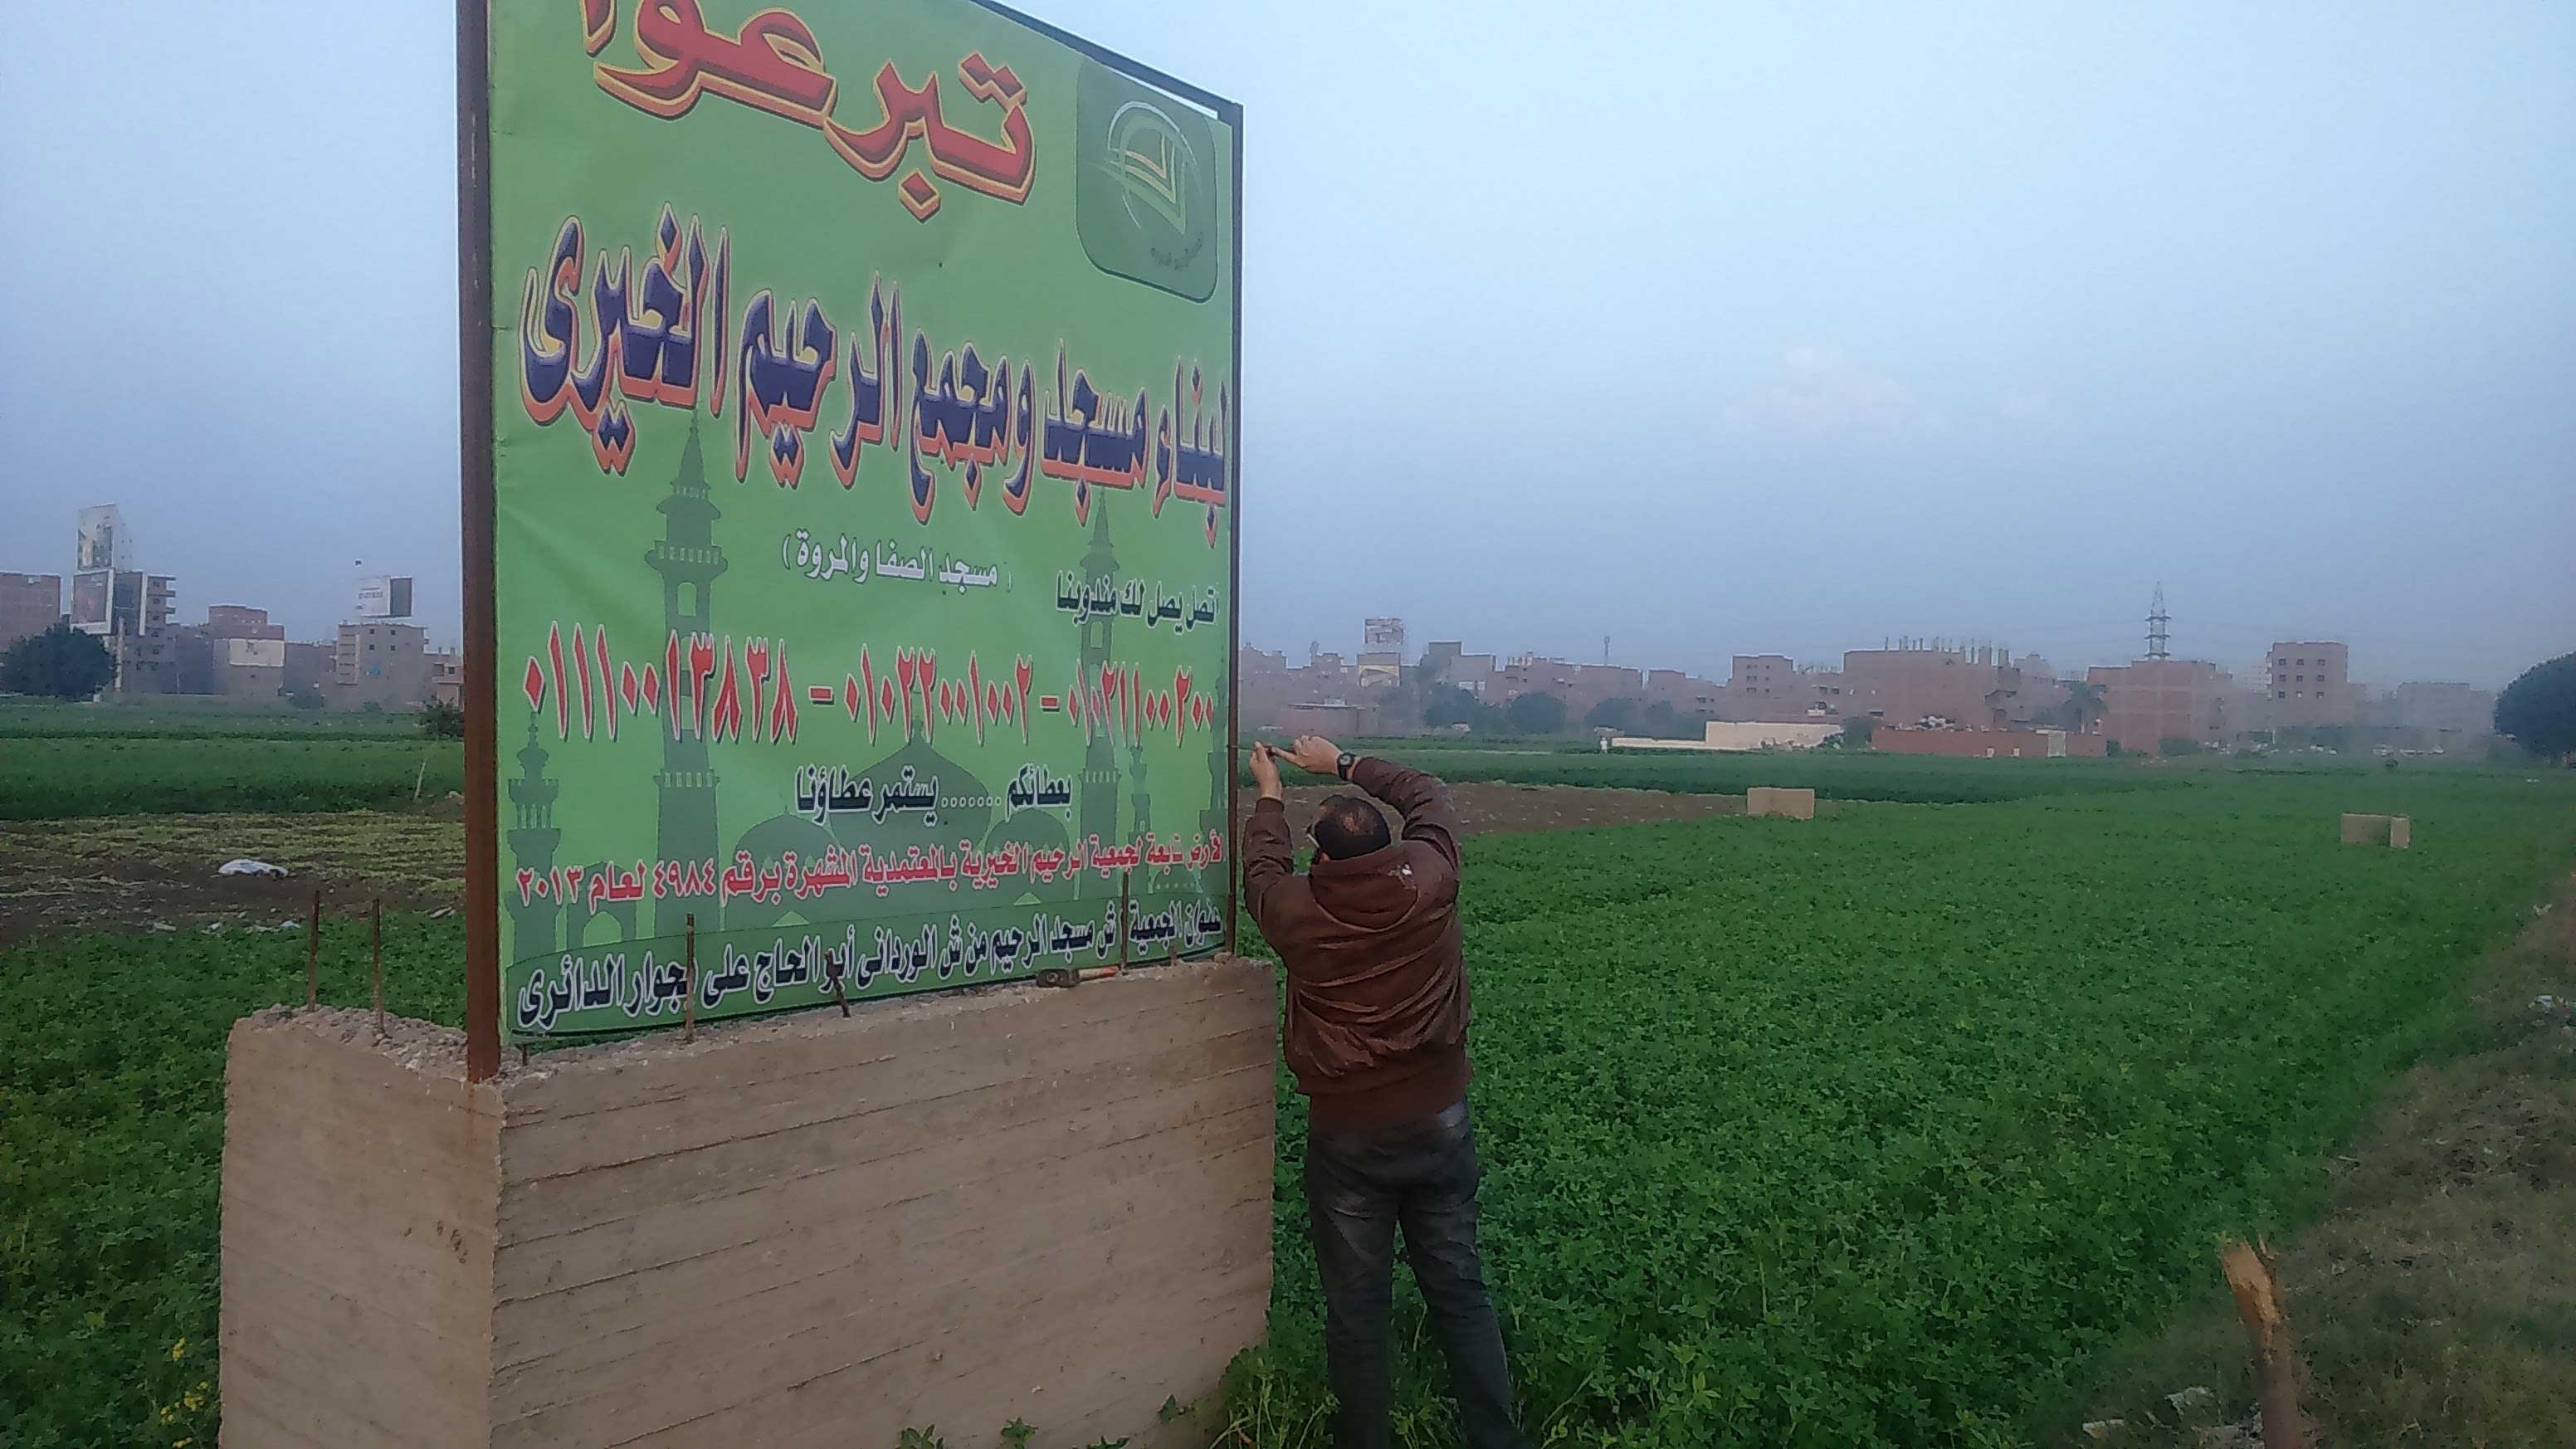 تبرعوا
لبناء مسجد ومجمع الرحيم الخيرى
( مسجد الصفا والمروة )
اتصل يصل لك مندوبنا
٠١١١٠٠١٣٨٣٨ - ٠١٠٢٢٠٠١٠٠٢ - ٠١٠٢١١٠٠٢٠٠
بعطائكم ....... يستمر عطاؤنا
لأرض تابعة لجمعية الرحيم الخيرية بالمعتمدية المشهرة برقم ٤٩٨٤ لعام ٢٠١٣
عنوان الجمعية ش مسجد الرحيم من ش الوردانى أبو الحاج على بجوار الدائرى